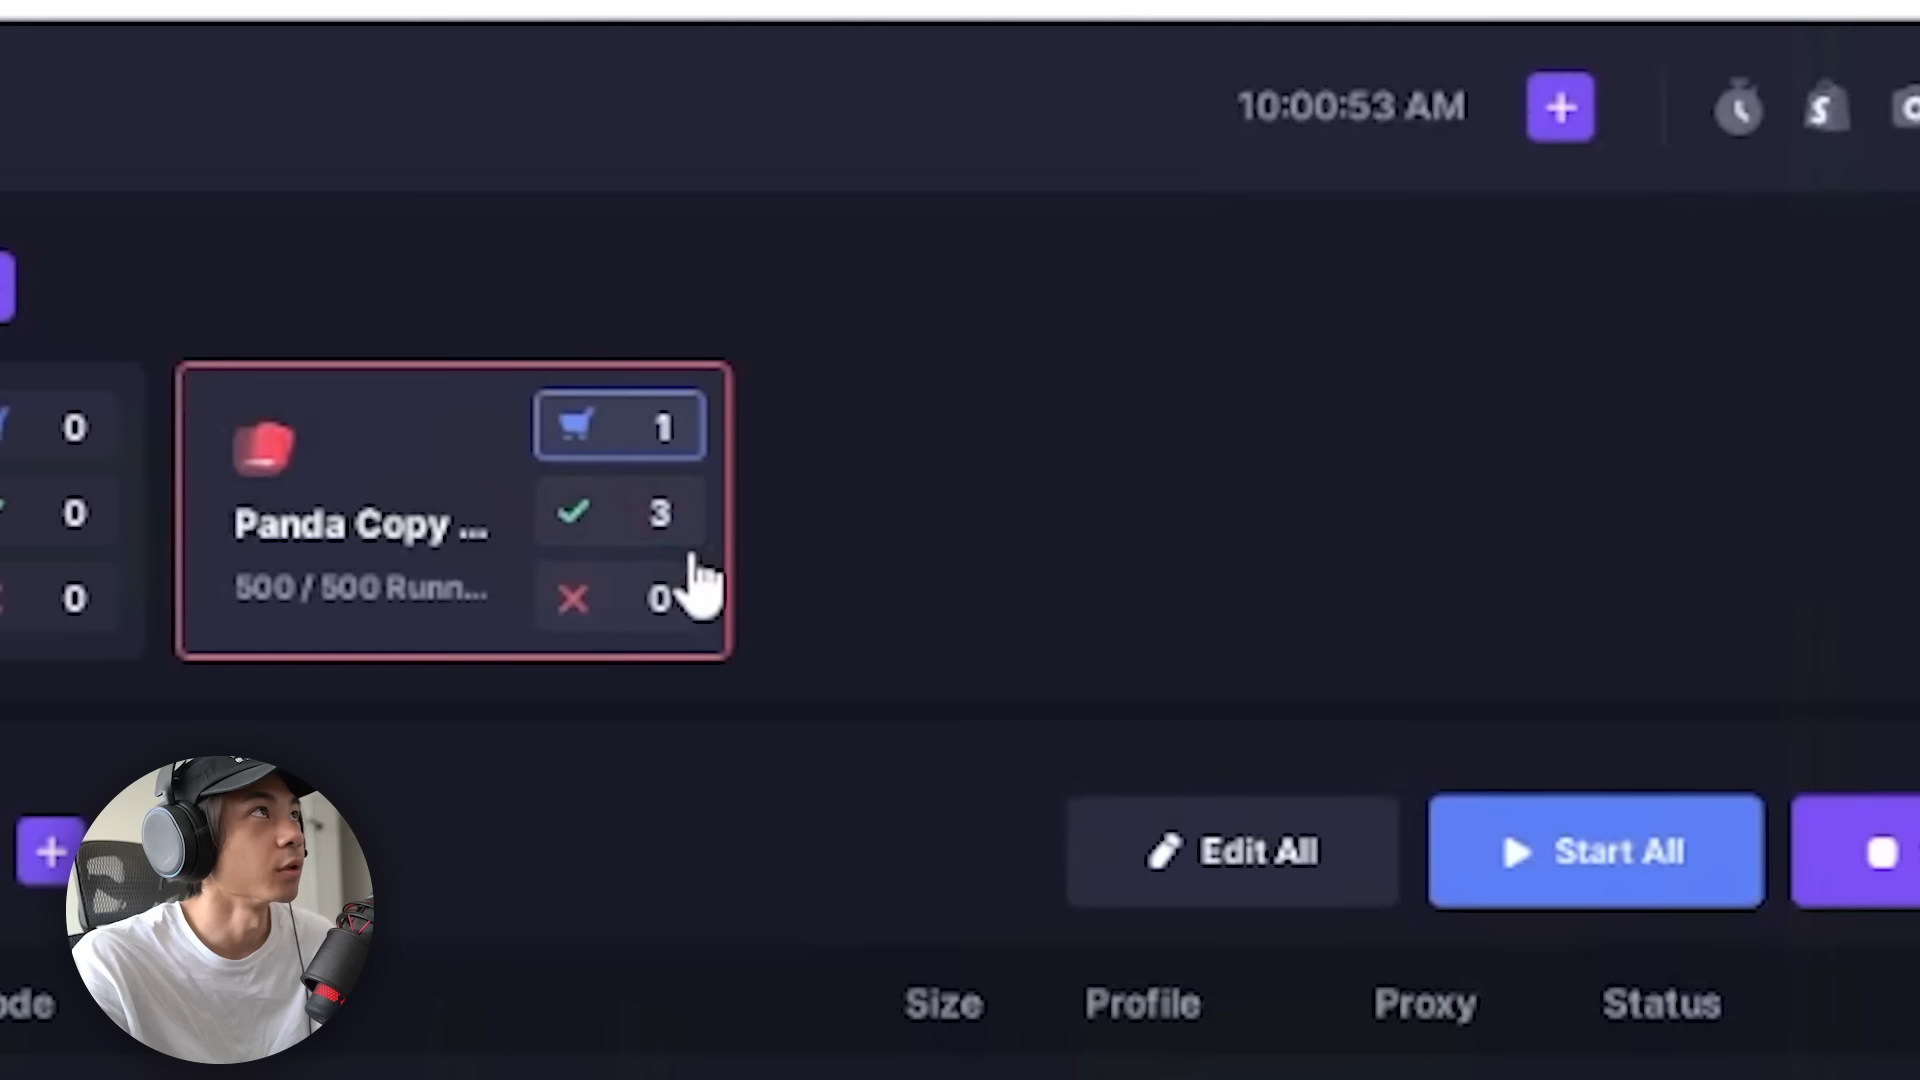 10:00:53 AM
0
0
0
Panda Copy ...
500 / 500 Runn...
1
3
0
Edit All
Start All
Size
Profile
Proxy
Status